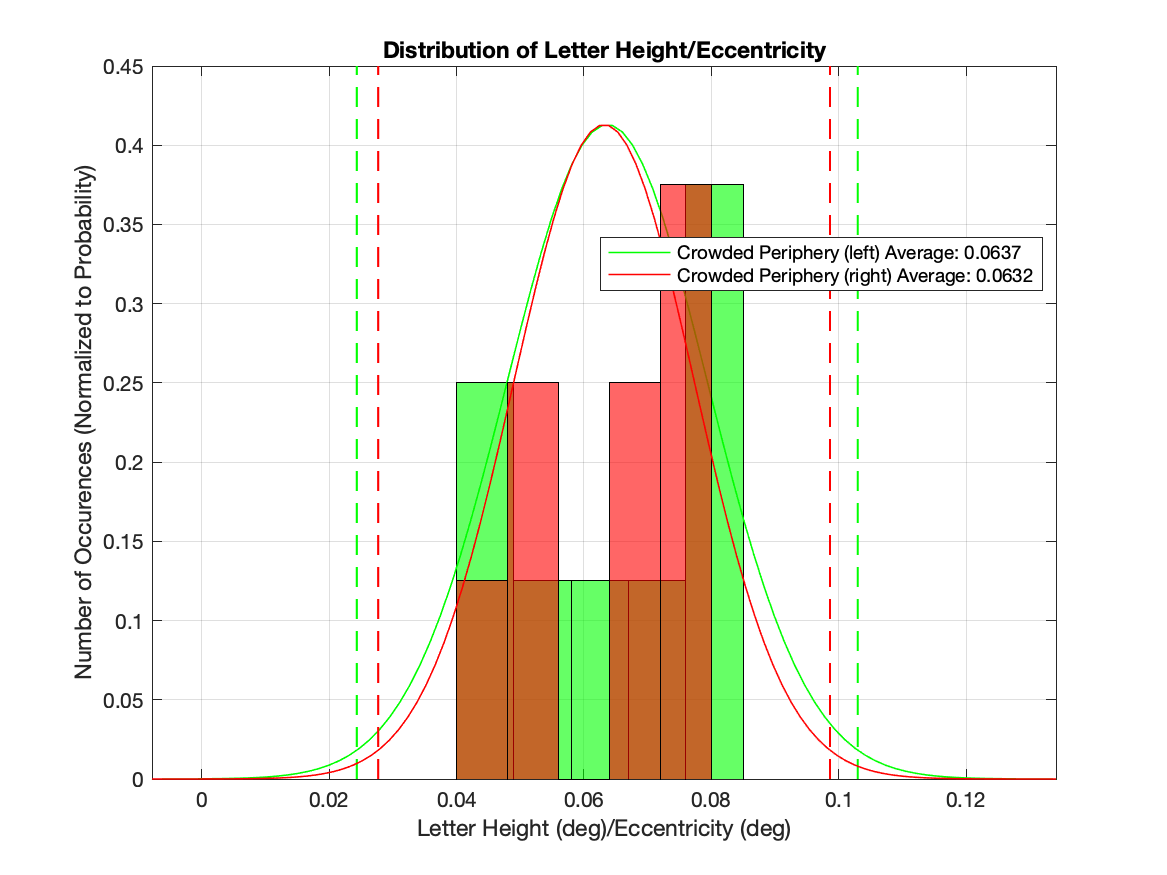 Distribution of Letter Height/Eccentricity
Number of Occurences (Normalized to Probability)
0.45
0.4
0.35
0.3
0.25
0.2
0.15
0.1
0.05
0
Crowded Periphery (left) Average: 0.0637
Crowded Periphery (right) Average: 0.0632
0 0.02 0.04 0.06 0.08 0.1 0.12
Letter Height (deg)/Eccentricity (deg)